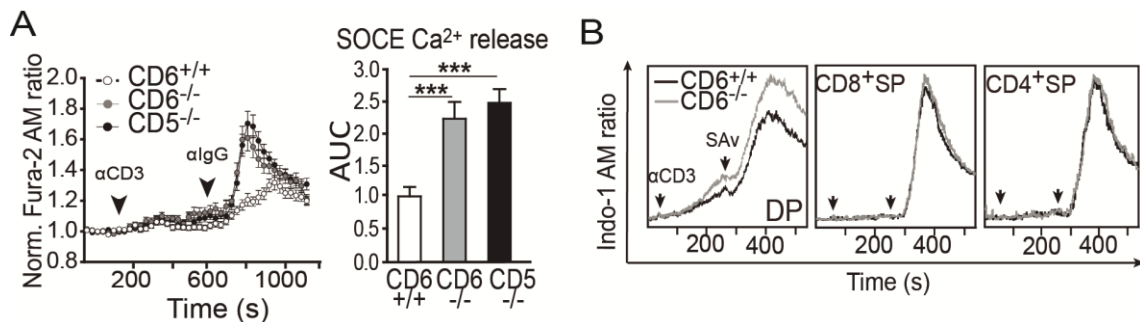 A
Norm. Fura-2 AM ratio
2.0
1.8
1.6
1.4
1.2
1.0
0.8
CD6+/+
CD6-/-
CD5-/-
αCD3
αIgG
200
600
1000
Time (s)
SOCE Ca2+ release
AUC
3.0
2.5
2.0
1.5
1.0
0.5
0.0
***
***
CD6 CD6 CD5
+/+ -/- -/-
B
Indo-1 AM ratio
CD6+/+
CD6-/-
αCD3
SAv
DP
CD8+SP
CD4+SP
200 400
200 400
200 400
Time (s)